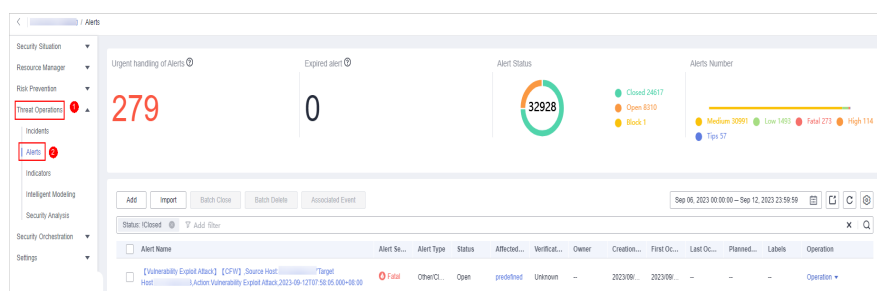 / Alerts
Security Situation
Resource Manager
Risk Prevention
Threat Operations
1
Incidents
Alerts
2
Indicators
Intelligent Modeling
Security Analysis
Security Orchestration
Settings
Urgent handling of Alerts
279
Expired alert
0
Alert Status
32928
Closed 24617
Open 8310
Block 1
Alerts Number
Medium 30991 Low 1493 Fatal 273 High 114
Tips 57
Add Import Batch Close Batch Delete Associated Event
Sep 06, 2023 00:00:00 – Sep 12, 2023 23:59:59
Status: !Closed Add filter
Alert Name Alert Se... Alert Type Status Affected... Verificat... Owner Creation... First Oc... Last Oc... Planned... Labels Operation
【Vulnerability Exploit Attack】【CFW】,Source Host Target
Host ,Action Vulnerability Exploit Attack,2023-09-12T07:58:05.000+08:00
Fatal Other/Cl... Open predefined Unknown -- 2023/09/... 2023/09/... -- -- -- Operation